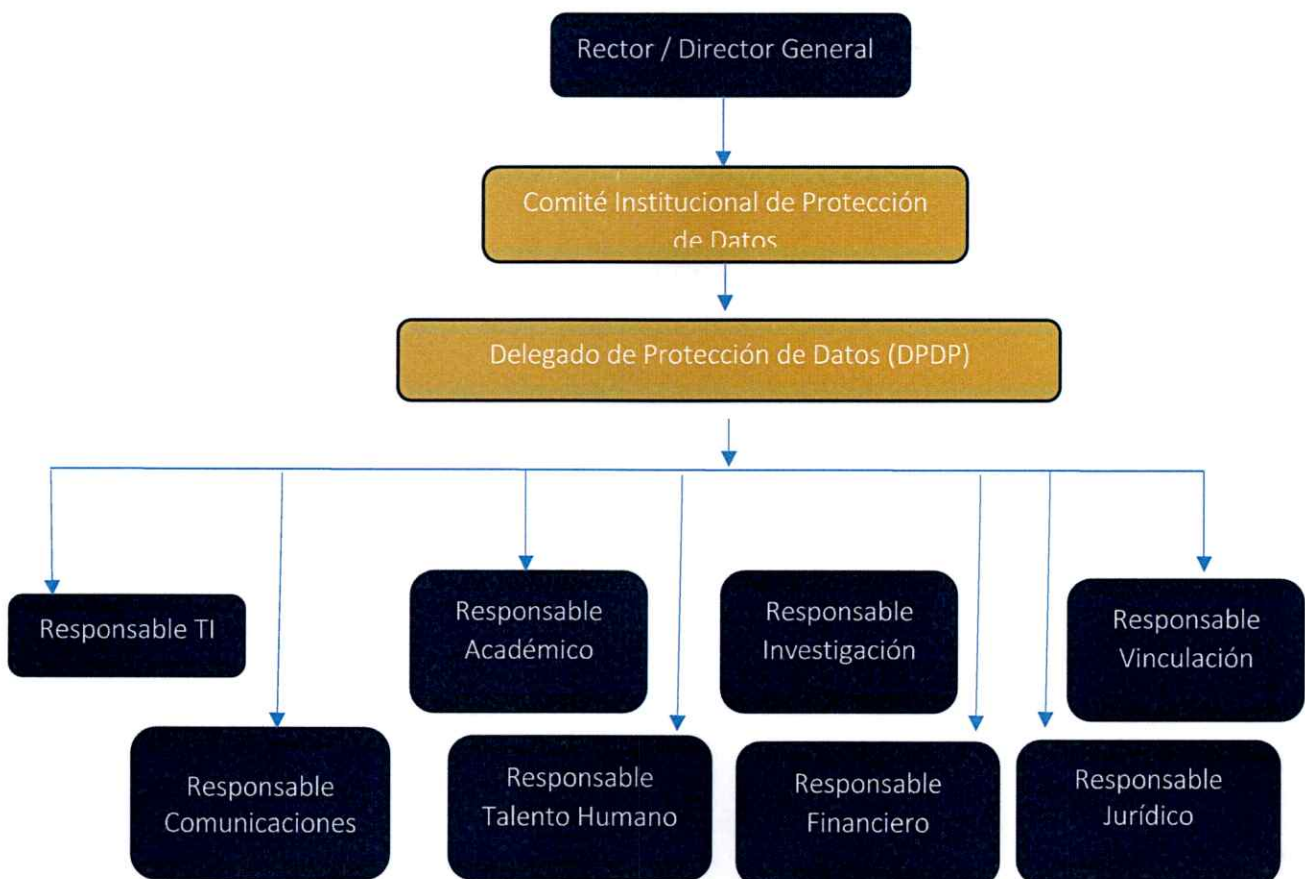 Rector / Director General
Comité Institucional de Protección
de Datos
Delegado de Protección de Datos (DPDP)
Responsable TI
Responsable
Académico
Responsable
Investigación
Responsable
Vinculación
Responsable
Comunicaciones
Responsable
Talento Humano
Responsable
Financiero
Responsable
Jurídico